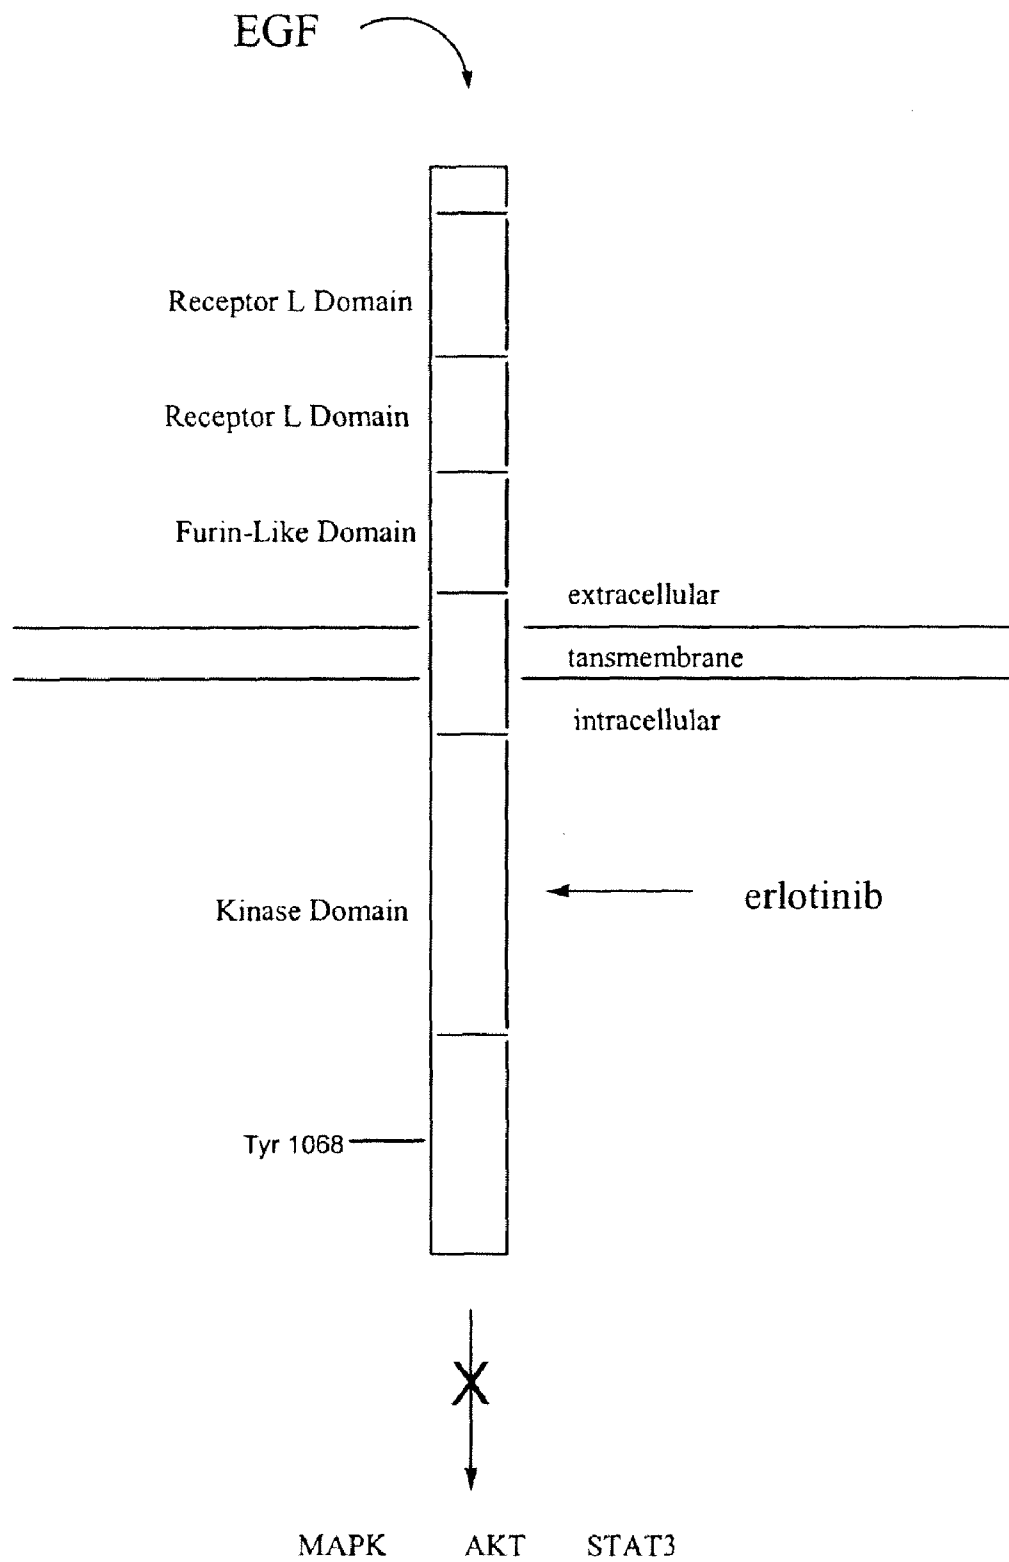 EGF
Receptor L Domain
Receptor L Domain
Furin-Like Domain
extracellular
tansmembrane
intracellular
Kinase Domain
erlotinib
Tyr 1068
X
MAPK AKT STAT3